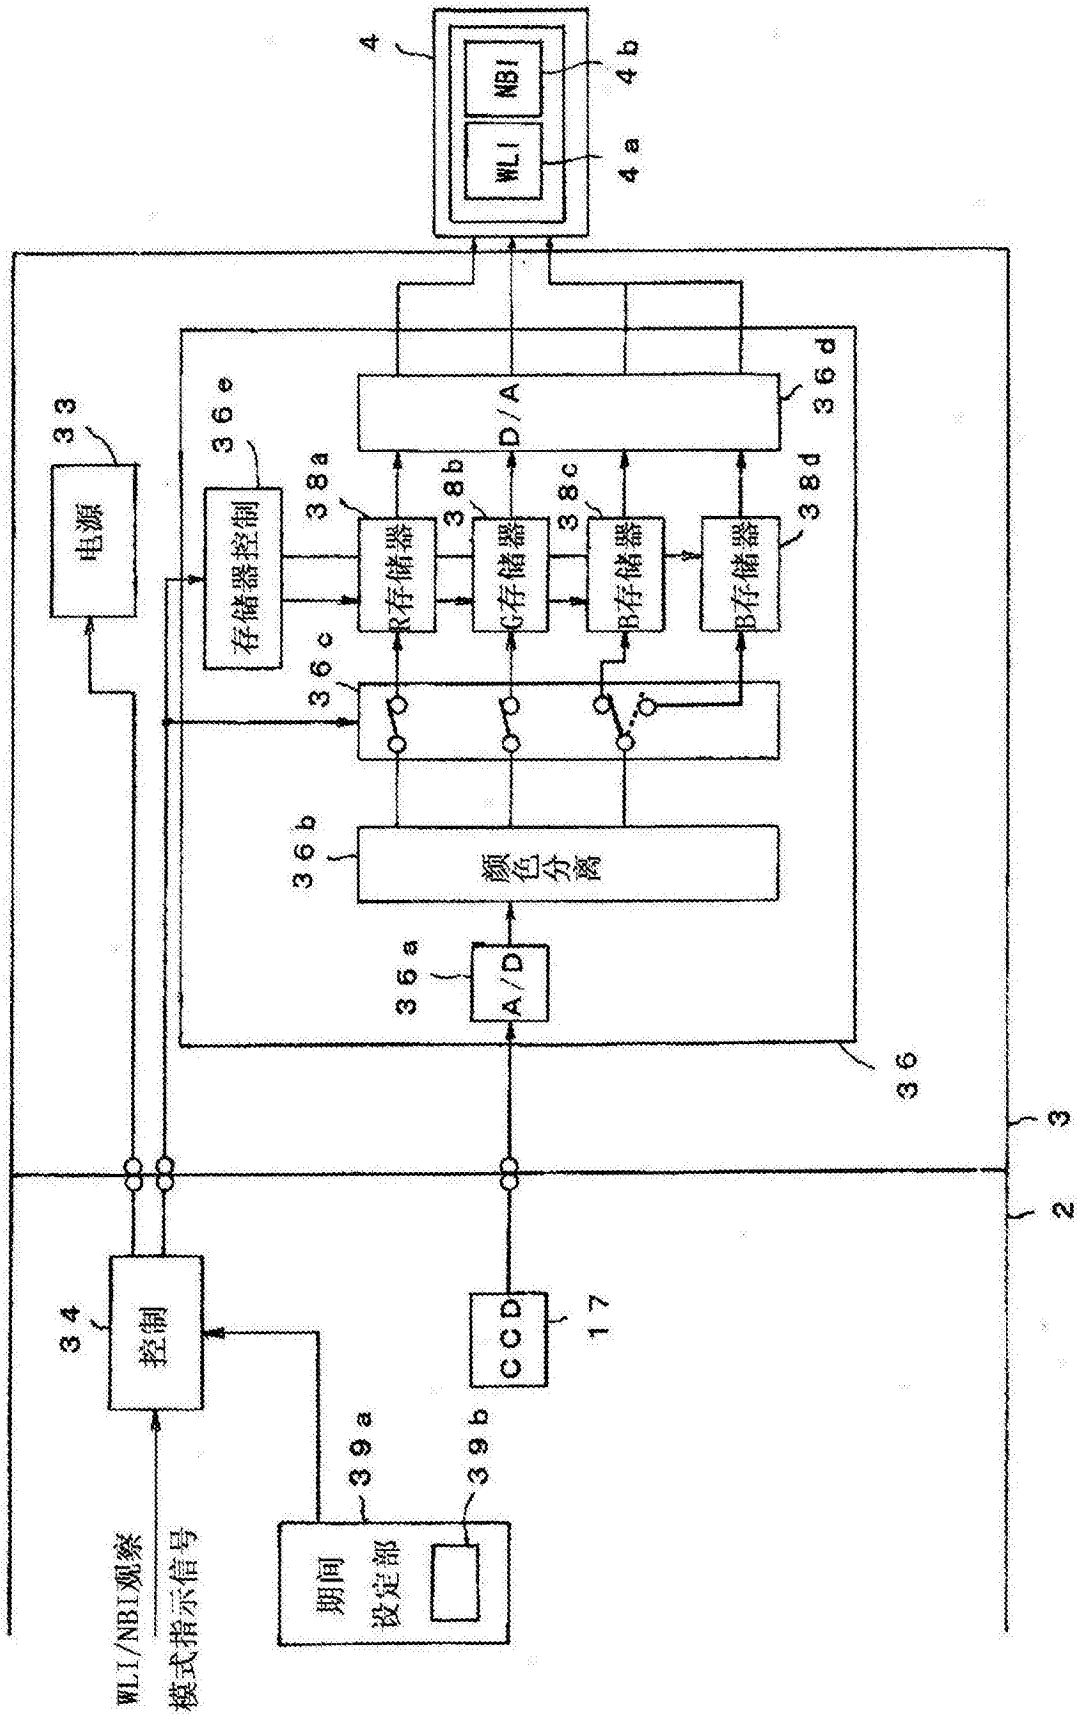 WLI/NBI观察
模式指示信号
34
控制
期间
设定部
39a
39b
CCD
17
2
3
33
电源
36
36a
A/D
36b
颜色分离
36c
36e
存储器控制
38a
R存储器
38b
G存储器
38c
B存储器
38d
B存储器
D/A
36d
4
WLI
NBI
4a
4b